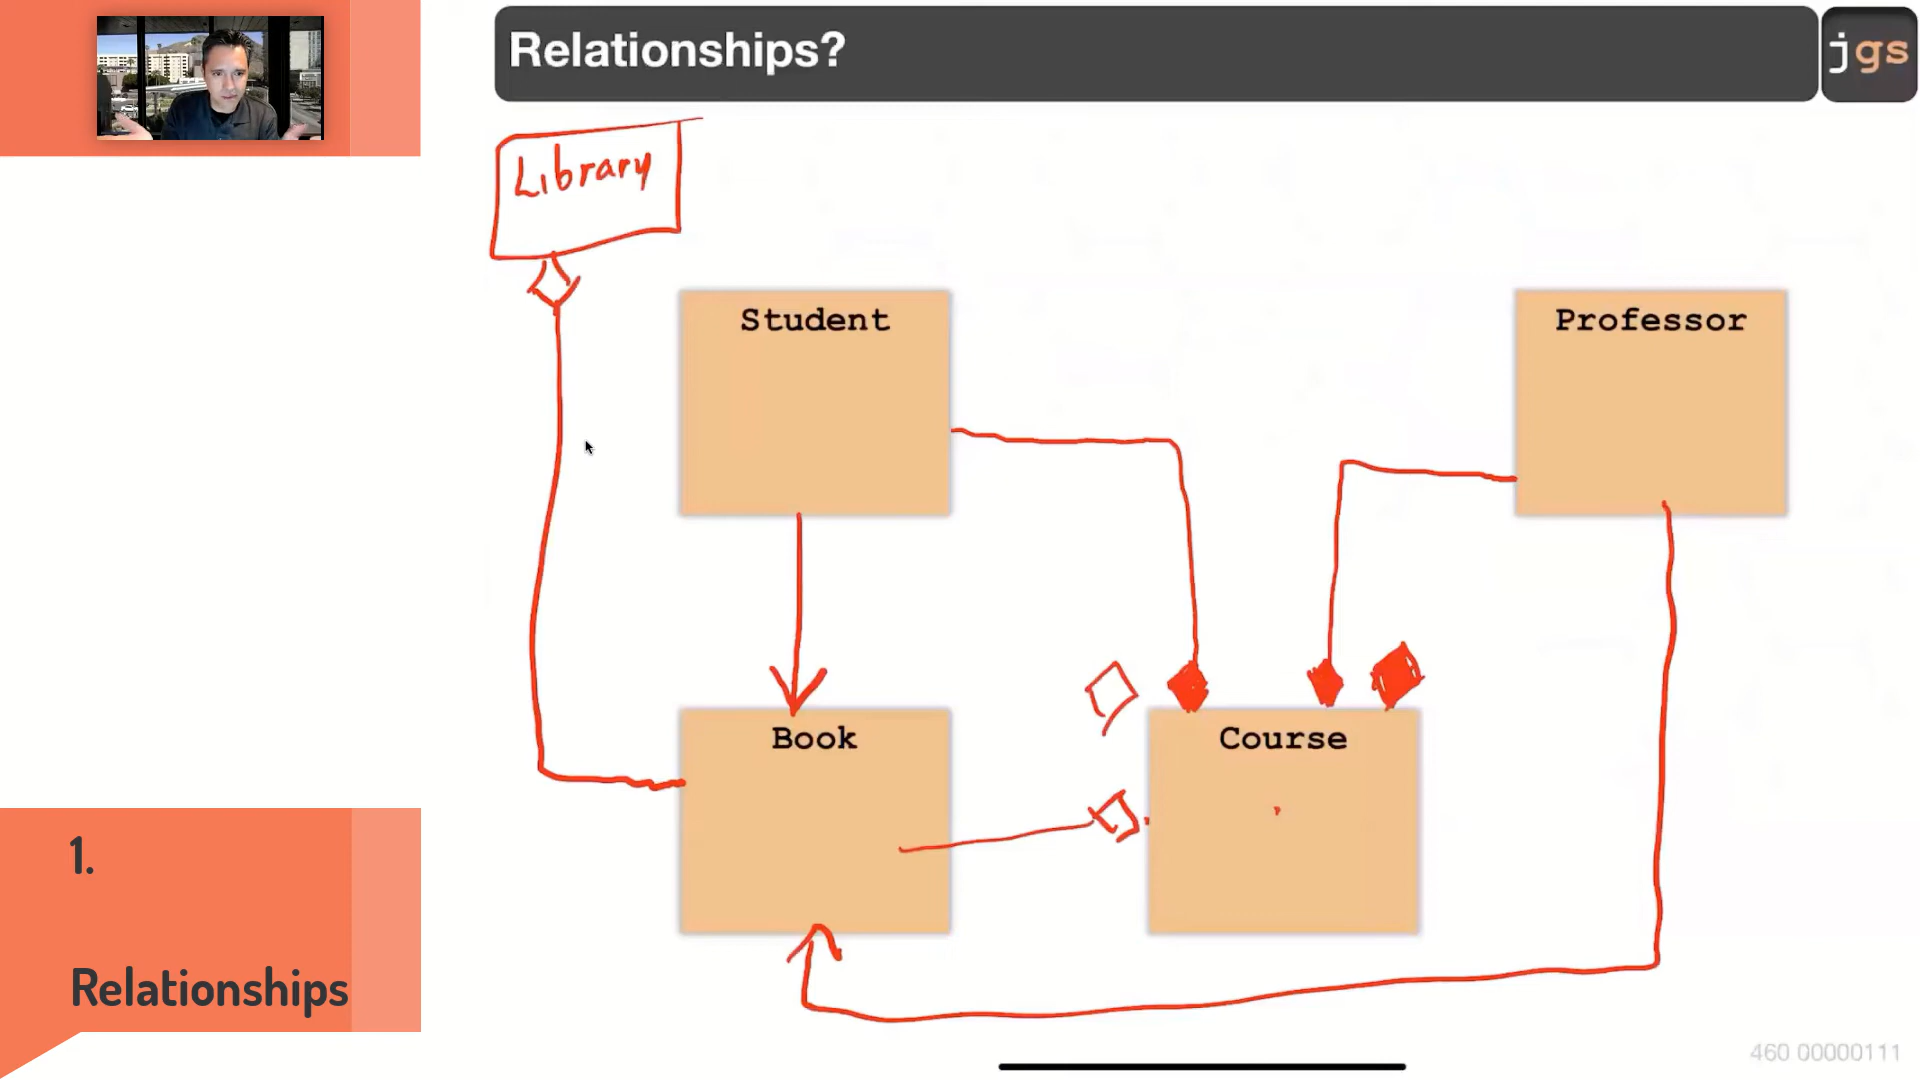 Relationships?
jgs
Library
Student
Professor
Book
Course
1.
Relationships
460 00000111